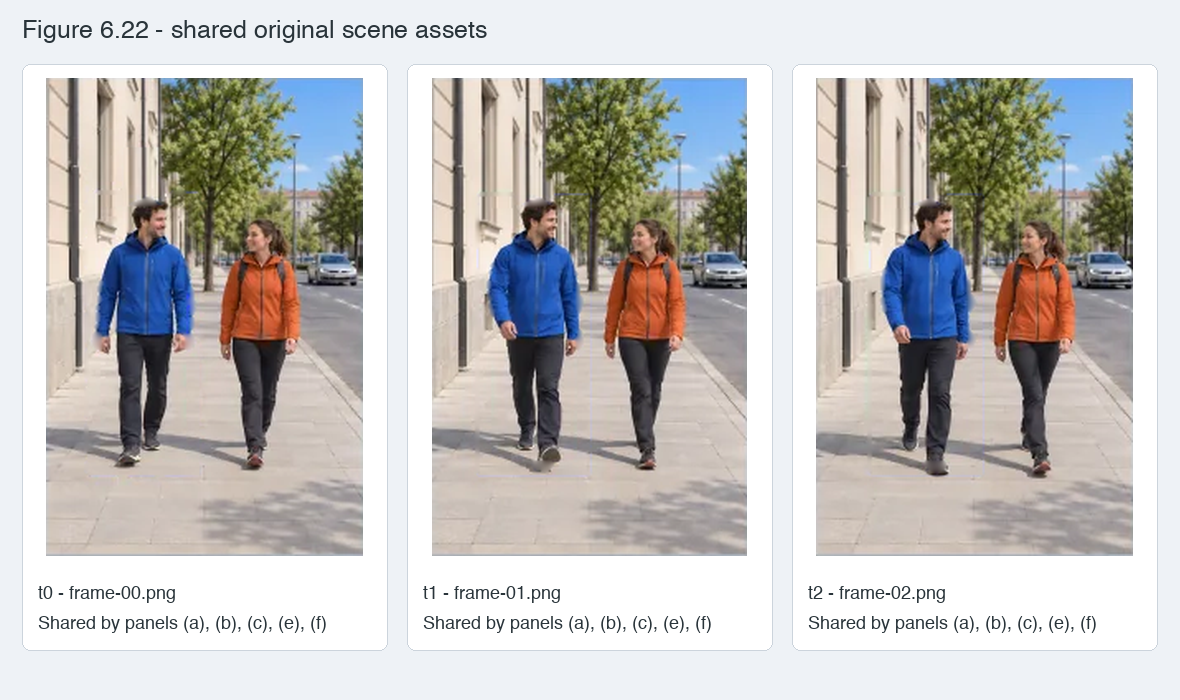 Figure 6.22 - shared original scene assets
t0 - frame-00.png
Shared by panels (a), (b), (c), (e), (f)
t1 - frame-01.png
Shared by panels (a), (b), (c), (e), (f)
t2 - frame-02.png
Shared by panels (a), (b), (c), (e), (f)